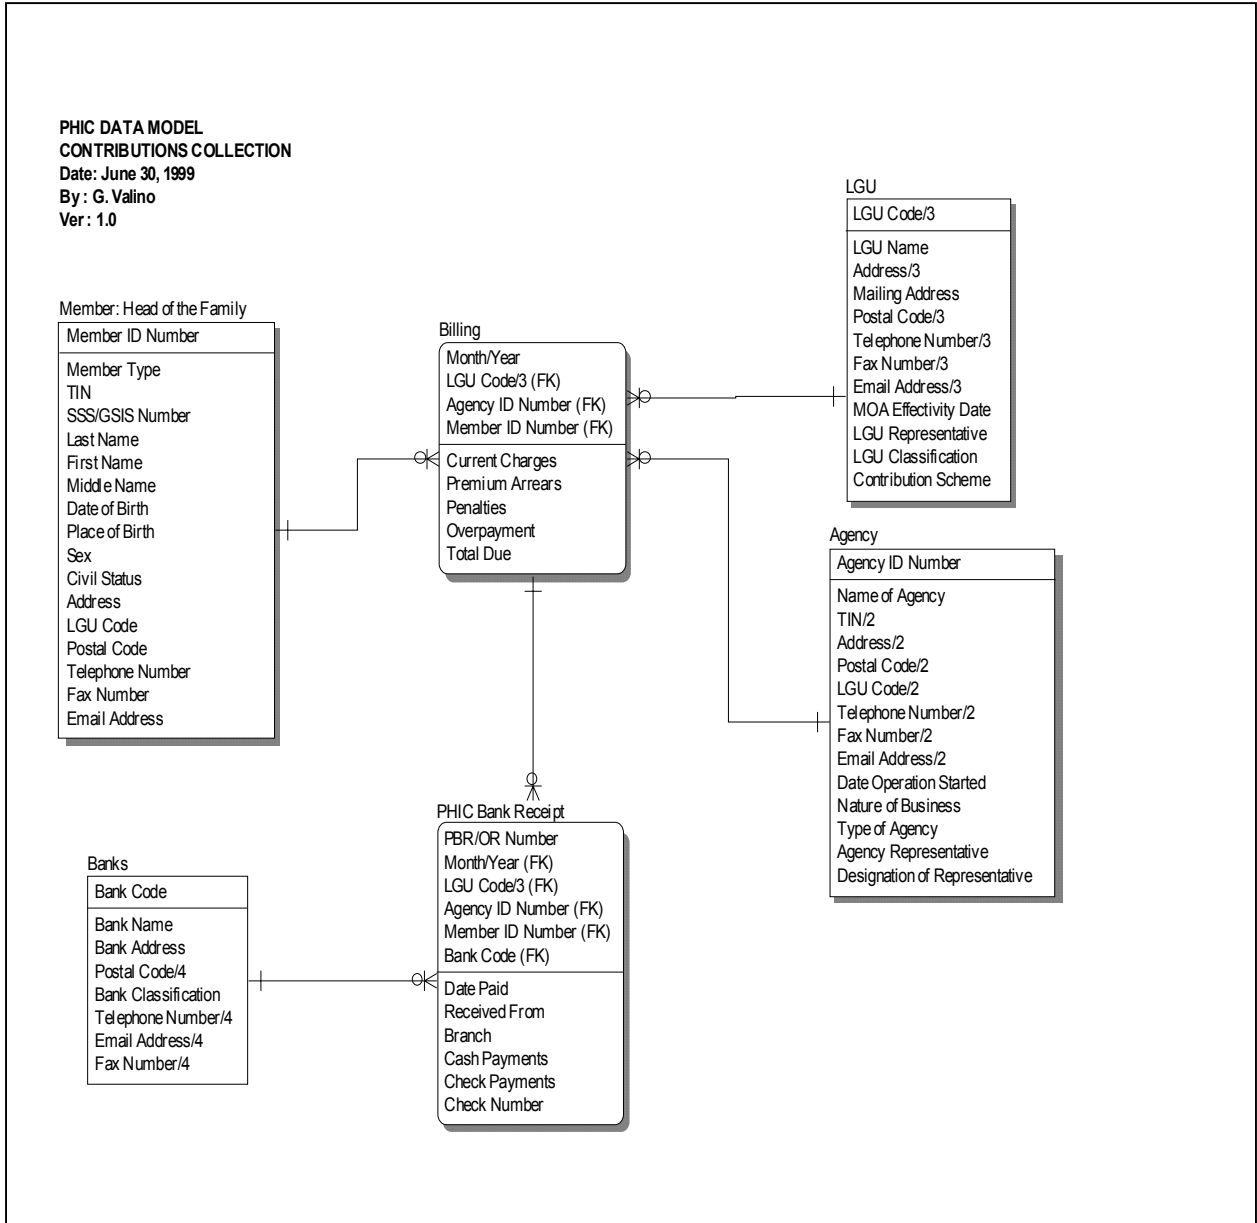 PHIC DATA MODEL
CONTRIBUTIONS COLLECTION
Date: June 30, 1999
By : G. Valino
Ver : 1.0
LGU
LGU Code/3
LGU Name
Address/3
Mailing Address
Postal Code/3
Telephone Number/3
Fax Number/3
Email Address/3
MOA Effectivity Date
LGU Representative
LGU Classification
Contribution Scheme
Member: Head of the Family
Member ID Number
Member Type
TIN
SSS/GSIS Number
Last Name
First Name
Middle Name
Date of Birth
Place of Birth
Sex
Civil Status
Address
LGU Code
Postal Code
Telephone Number
Fax Number
Email Address
Billing
Month/Year
LGU Code/3 (FK)
Agency ID Number (FK)
Member ID Number (FK)
Current Charges
Premium Arrears
Penalties
Overpayment
Total Due
Agency
Agency ID Number
Name of Agency
TIN/2
Address/2
Postal Code/2
LGU Code/2
Telephone Number/2
Fax Number/2
Email Address/2
Date Operation Started
Nature of Business
Type of Agency
Agency Representative
Designation of Representative
PHIC Bank Receipt
PBR/OR Number
Month/Year (FK)
LGU Code/3 (FK)
Agency ID Number (FK)
Member ID Number (FK)
Bank Code (FK)
Date Paid
Received From
Branch
Cash Payments
Check Payments
Check Number
Banks
Bank Code
Bank Name
Bank Address
Postal Code/4
Bank Classification
Telephone Number/4
Email Address/4
Fax Number/4